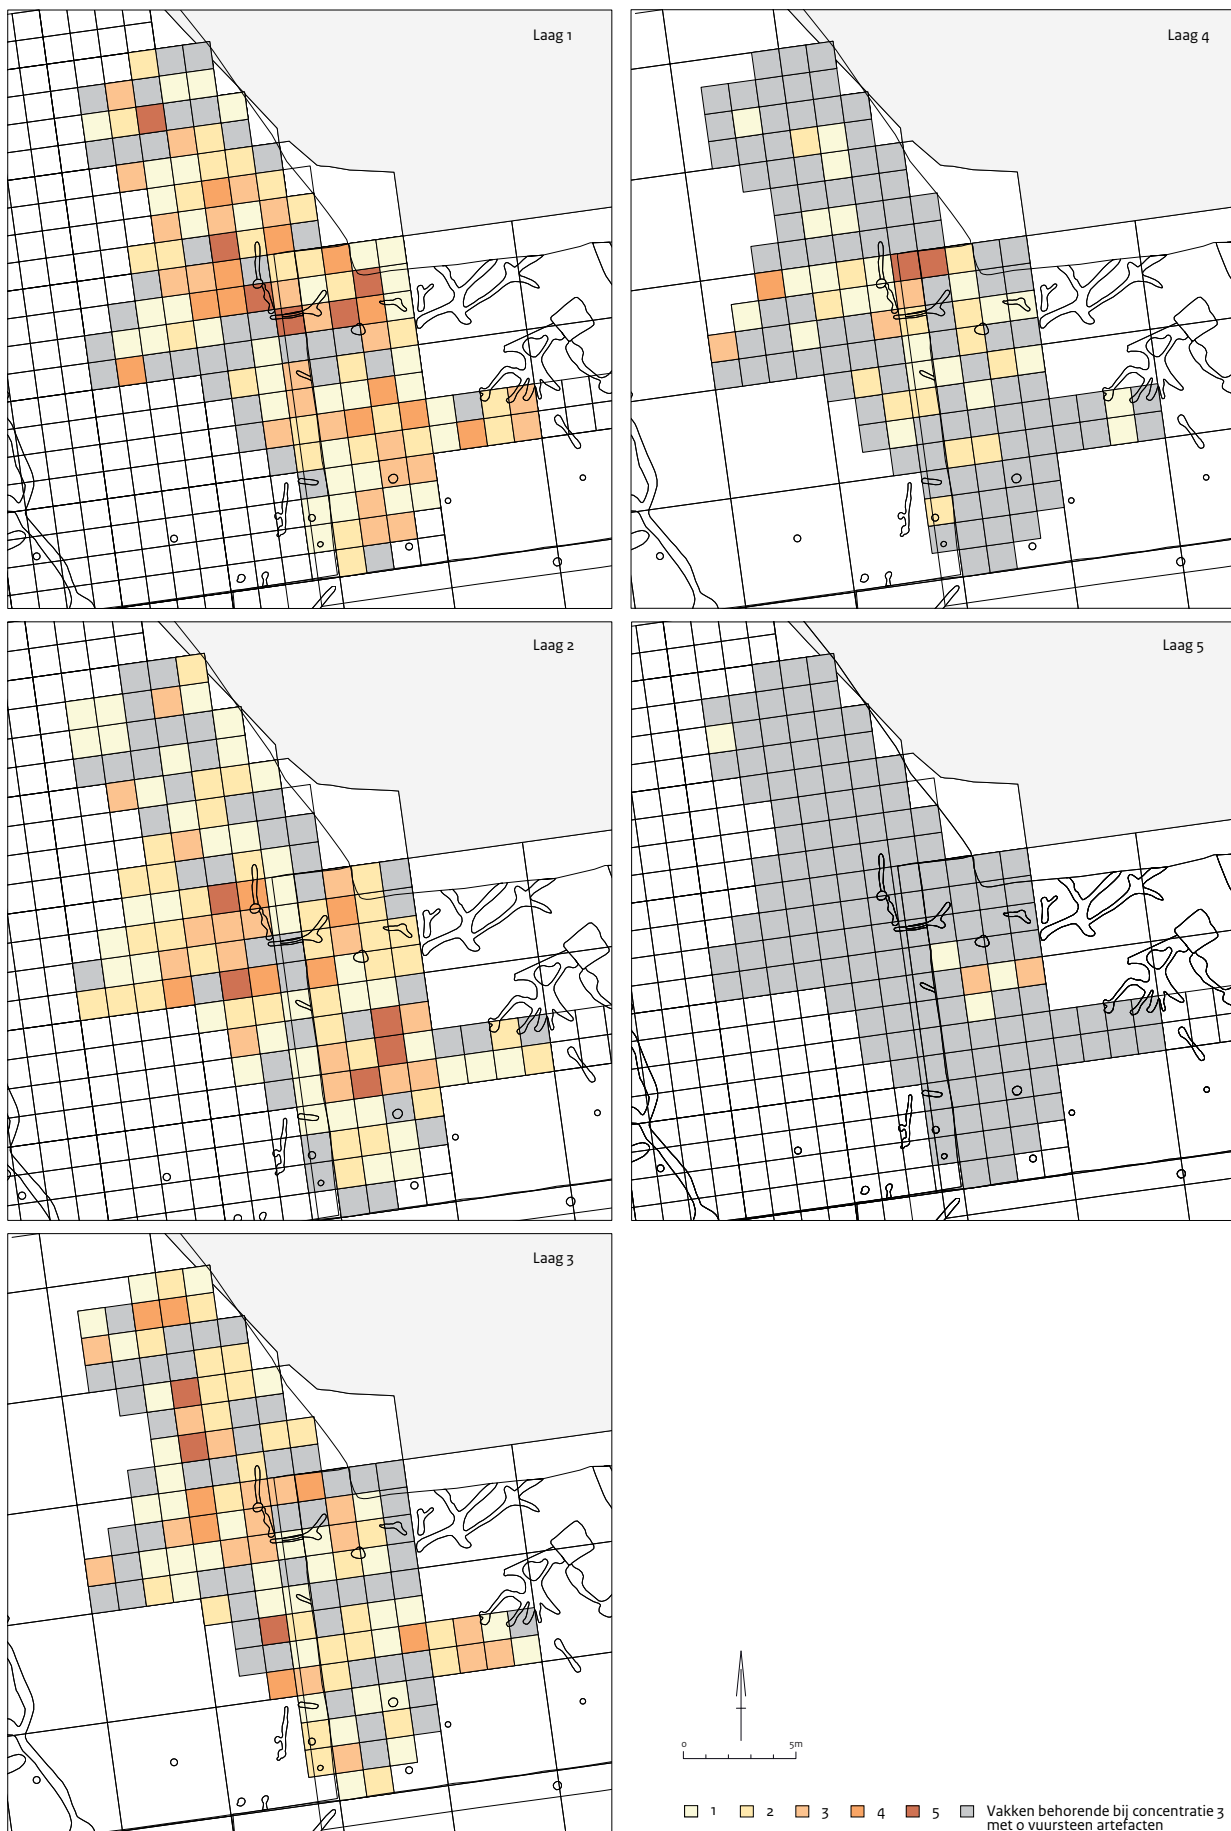 Laag 1
Laag 4
Laag 2
Laag 5
Laag 3
0 5m
1 2 3 4 5 Vakken behorende bij concentratie 3
met 0 vuursteen artefacten